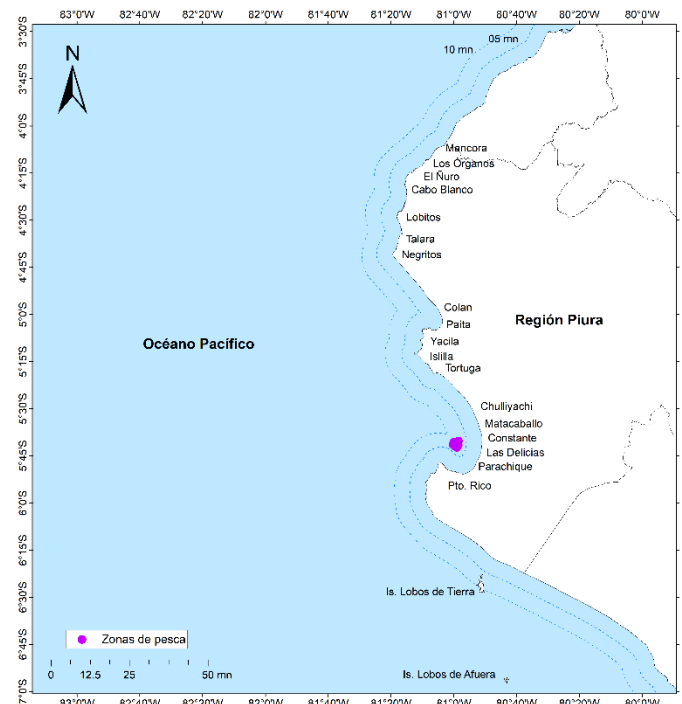 83°0'W 82°40'W 82°20'W 82°0'W 81°40'W 81°20'W 81°0'W 80°40'W 80°20'W 80°0'W
3°30'S
3°45'S
4°0'S
4°15'S
4°30'S
4°45'S
5°0'S
5°15'S
5°30'S
5°45'S
6°0'S
6°15'S
6°30'S
6°45'S
7°0'S
N
05 mn
10 mn
Mancora
Los Organos
El Ñuro
Cabo Blanco
Lobitos
Talara
Negritos
Colan
Paita
Región Piura
Océano Pacífico
Yacila
Islilla
Tortuga
Chulliyachi
Matacaballo
Constante
Las Delicias
Parachique
Pto. Rico
Is. Lobos de Tierra
Zonas de pesca
0 12.5 25 50 mn
Is. Lobos de Afuera
83°0'W 82°40'W 82°20'W 82°0'W 81°40'W 81°20'W 81°0'W 80°40'W 80°20'W 80°0'W